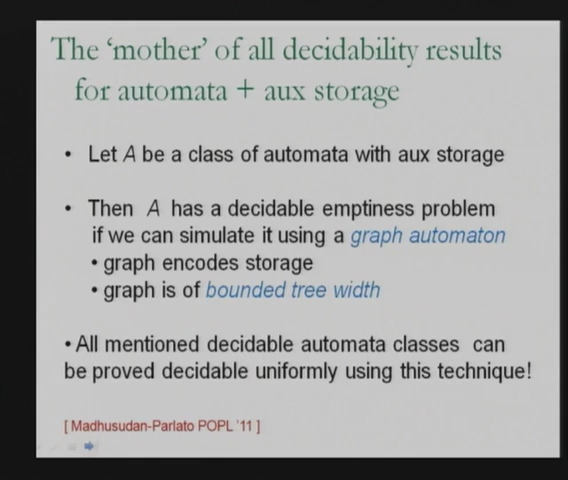 The ‘mother’ of all decidability results
for automata + aux storage
• Let A be a class of automata with aux storage
• Then A has a decidable emptiness problem
if we can simulate it using a graph automaton
• graph encodes storage
• graph is of bounded tree width
• All mentioned decidable automata classes can
be proved decidable uniformly using this technique!
[ Madhusudan-Parlato POPL '11 ]